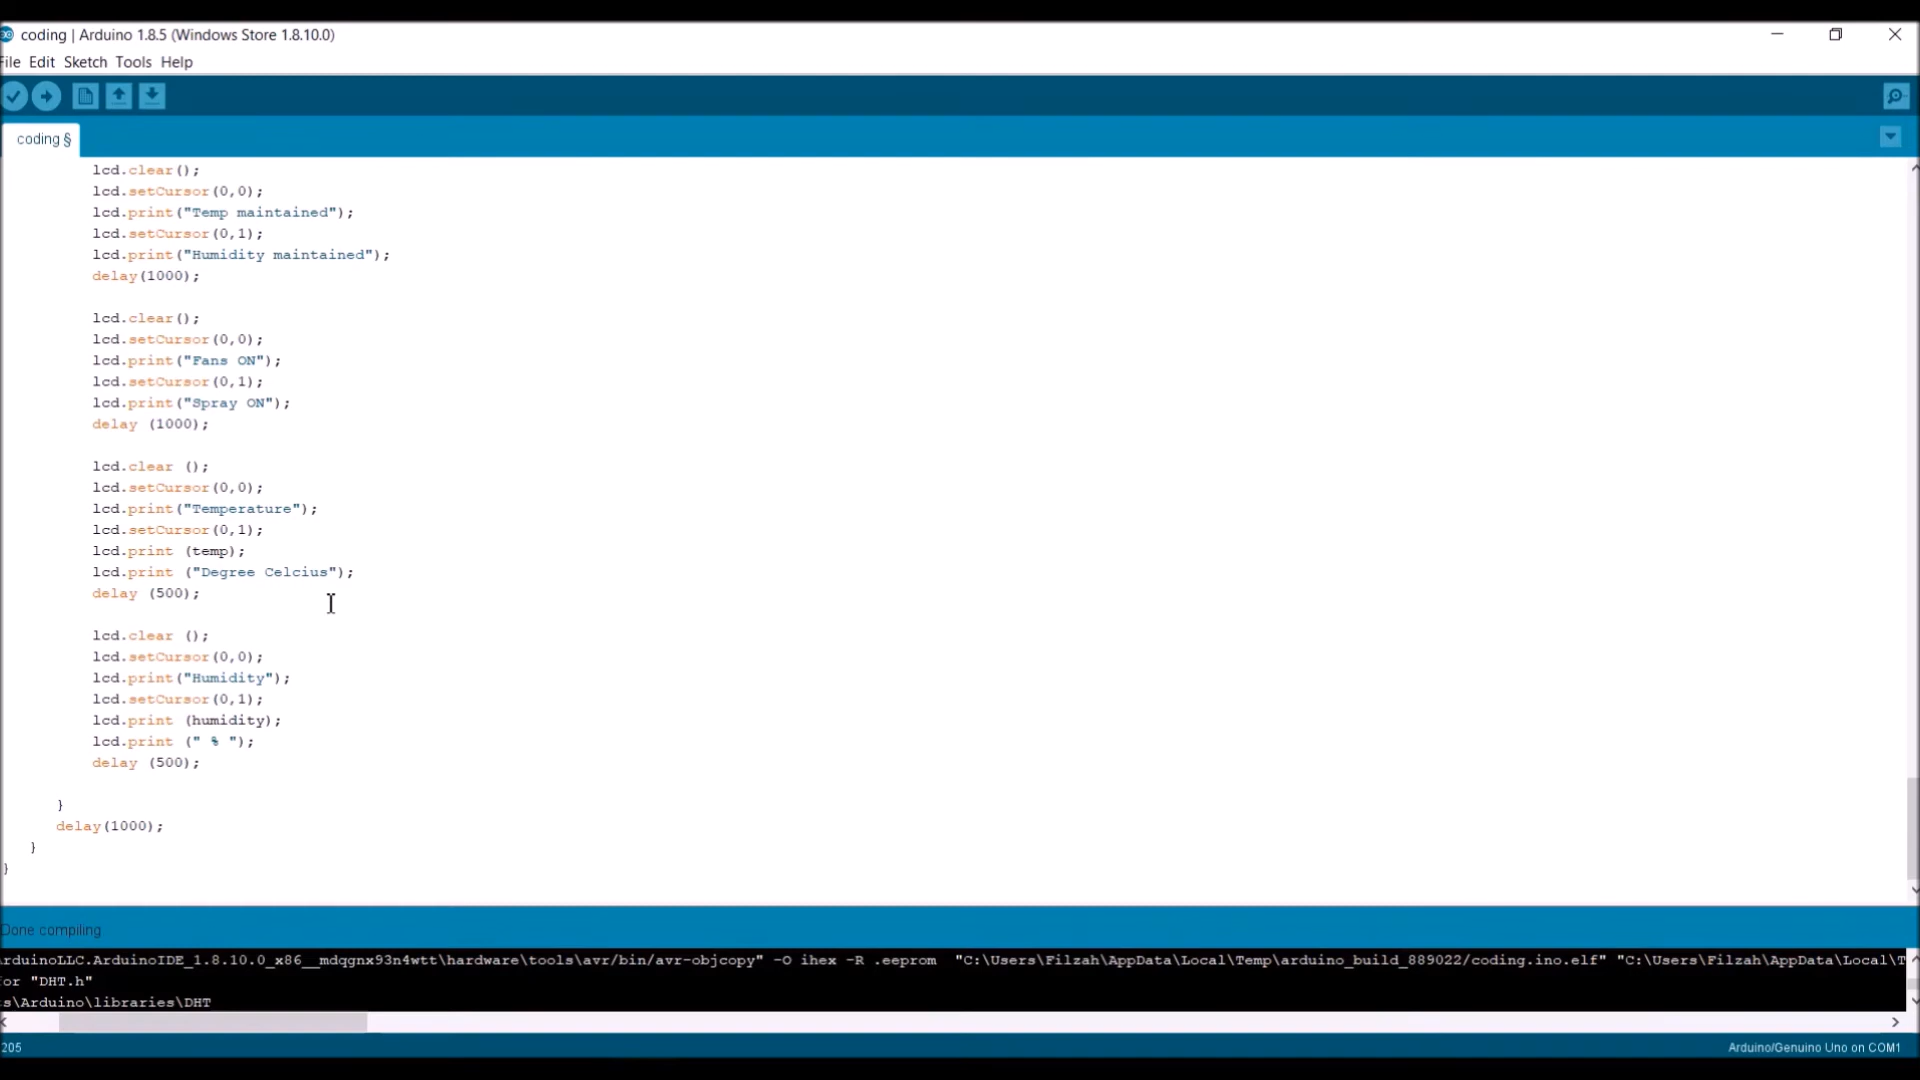 coding | Arduino 1.8.5 (Windows Store 1.8.10.0)
File Edit Sketch Tools Help
coding §
lcd.clear();
lcd.setCursor(0,0);
lcd.print("Temp maintained");
lcd.setCursor(0,1);
lcd.print("Humidity maintained");
delay(1000);
lcd.clear();
lcd.setCursor(0,0);
lcd.print("Fans ON");
lcd.setCursor(0,1);
lcd.print("Spray ON");
delay (1000);
lcd.clear ();
lcd.setCursor(0,0);
lcd.print("Temperature");
lcd.setCursor(0,1);
lcd.print (temp);
lcd.print ("Degree Celcius");
delay (500);
lcd.clear ();
lcd.setCursor(0,0);
lcd.print("Humidity");
lcd.setCursor(0,1);
lcd.print (humidity);
lcd.print (" % ");
delay (500);
}
delay(1000);
}
}
Done compiling
rduinoLLC.ArduinoIDE_1.8.10.0_x86__mdqgnx93n4wtt\hardware\tools\avr/bin/avr-objcopy" -O ihex -R .eeprom  "C:\Users\Filzah\AppData\Local\Temp\arduino_build_889022/coding.ino.elf" "C:\Users\Filzah\AppData\Local\T
or "DHT.h"
s\Arduino\libraries\DHT
205
Arduino/Genuino Uno on COM1